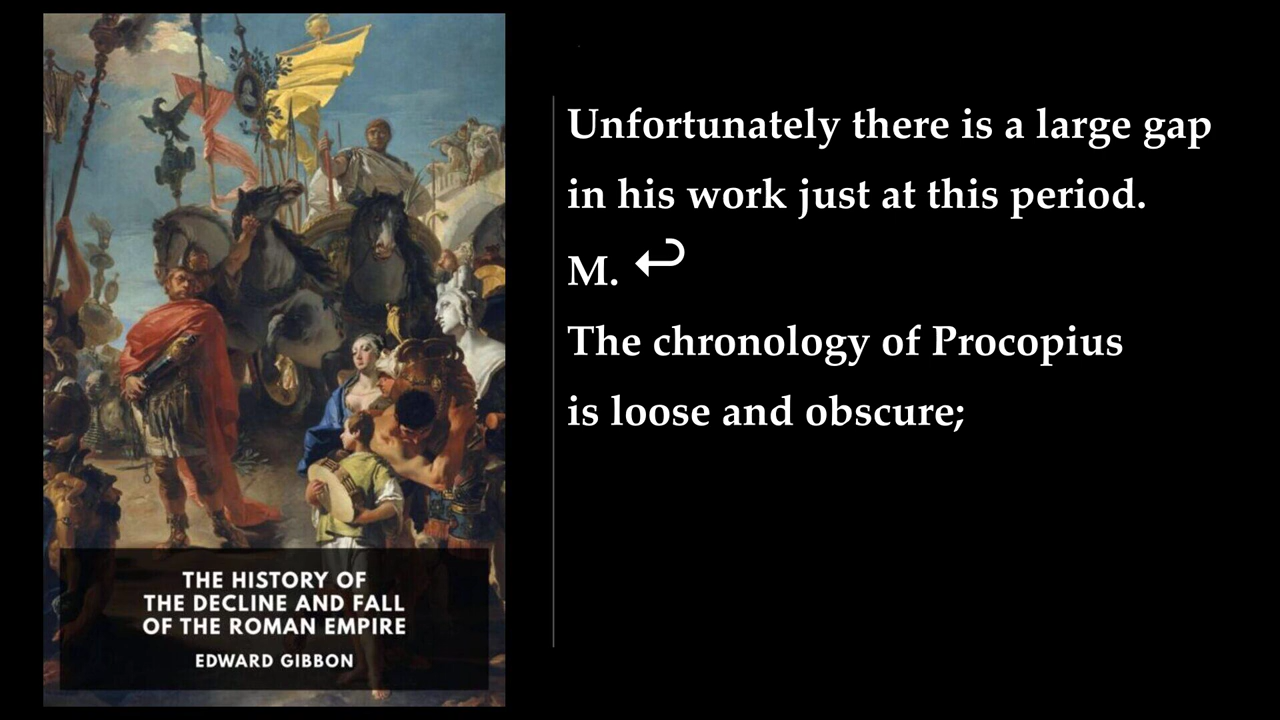 THE HISTORY OF
THE DECLINE AND FALL
OF THE ROMAN EMPIRE
EDWARD GIBBON
Unfortunately there is a large gap
in his work just at this period.
M. ↩
The chronology of Procopius
is loose and obscure;